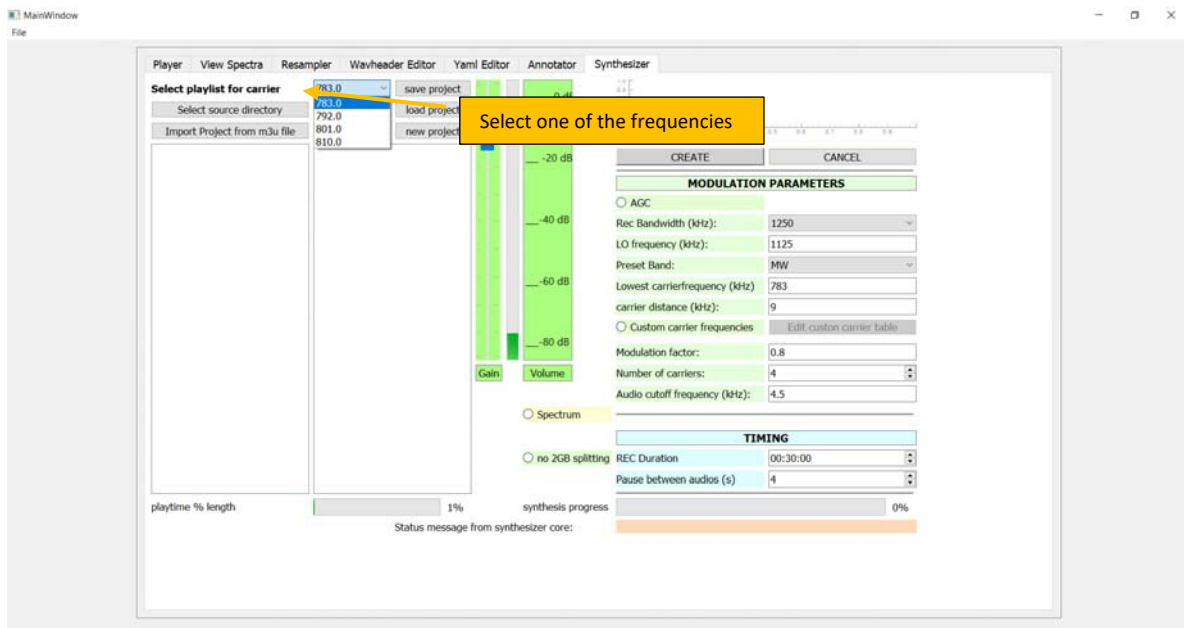 MainWindow
File
Player View Spectra Resampler Wavheader Editor Yaml Editor Annotator Synthesizer
Select playlist for carrier 783.0 save project
Select source directory 783.0 load project
792.0
Import Project from m3u file 801.0 new project
810.0
Select one of the frequencies
CREATE CANCEL
___ -20 dB
MODULATION PARAMETERS
AGC
___-40 dB
Rec Bandwidth (kHz): 1250
LO frequency (kHz): 1125
Preset Band: MW
___-60 dB
Lowest carrierfrequency (kHz) 783
carrier distance (kHz): 9
Custom carrier frequencies Edit custon carrier table
___-80 dB
Modulation factor: 0.8
Gain Volume Number of carriers: 4
Audio cutoff frequency (kHz): 4.5
Spectrum
TIMING
no 2GB splitting REC Duration 00:30:00
Pause between audios (s) 4
playtime % length 1% synthesis progress 0%
Status message from synthesizer core: